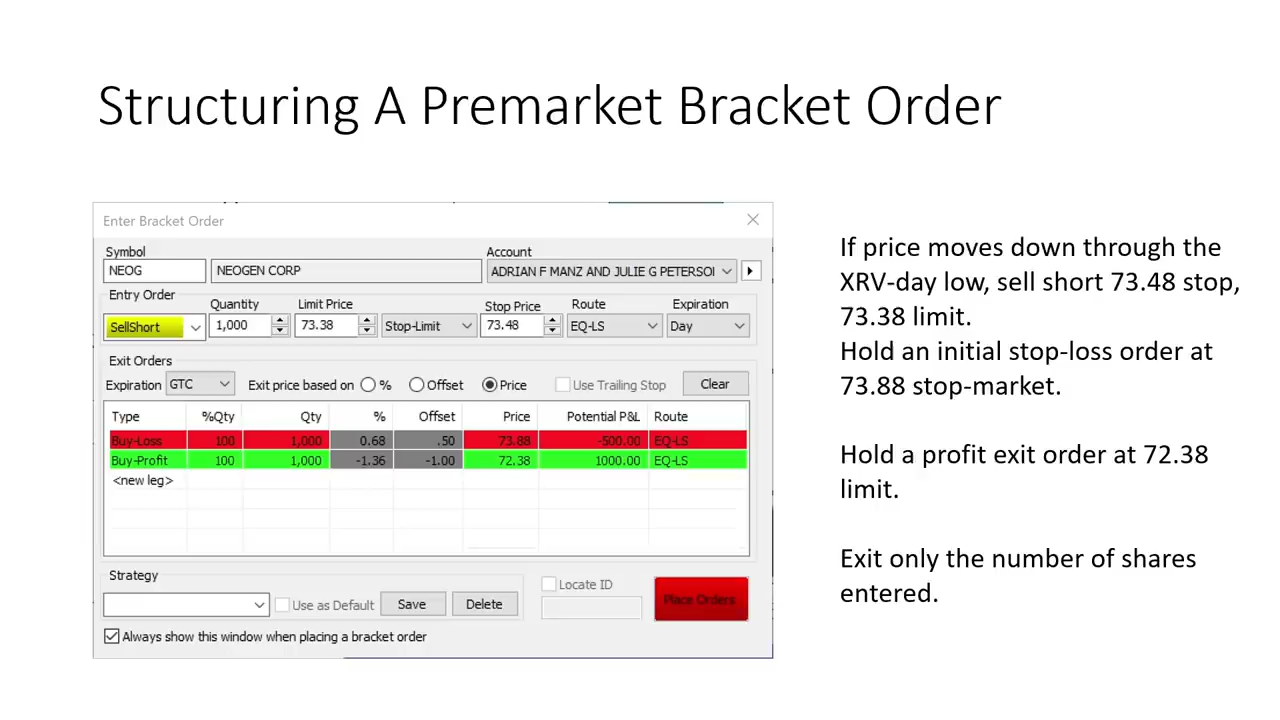 Structuring A Premarket Bracket Order
Enter Bracket Order
Symbol
Account
NEOG
NEOGEN CORP
ADRIAN F MANZ AND JULIE G PETERSOI
Entry Order
Quantity
Limit Price
Stop Price
Route
Expiration
SellShort
1,000
73.38
Stop-Limit
73.48
EQ-LS
Day
Exit Orders
Expiration GTC Exit price based on % Offset Price Use Trailing Stop Clear
Type %Qty Qty % Offset Price Potential P&L Route
Buy-Loss 100 1,000 0.68 .50 73.88 -500.00 EQ-LS
Buy-Profit 100 1,000 -1.36 -1.00 72.38 1000.00 EQ-LS
<new leg>
Strategy
Use as Default Save Delete
Locate ID
Place Orders
Always show this window when placing a bracket order
If price moves down through the
XRV-day low, sell short 73.48 stop,
73.38 limit.
Hold an initial stop-loss order at
73.88 stop-market.
Hold a profit exit order at 72.38
limit.
Exit only the number of shares
entered.